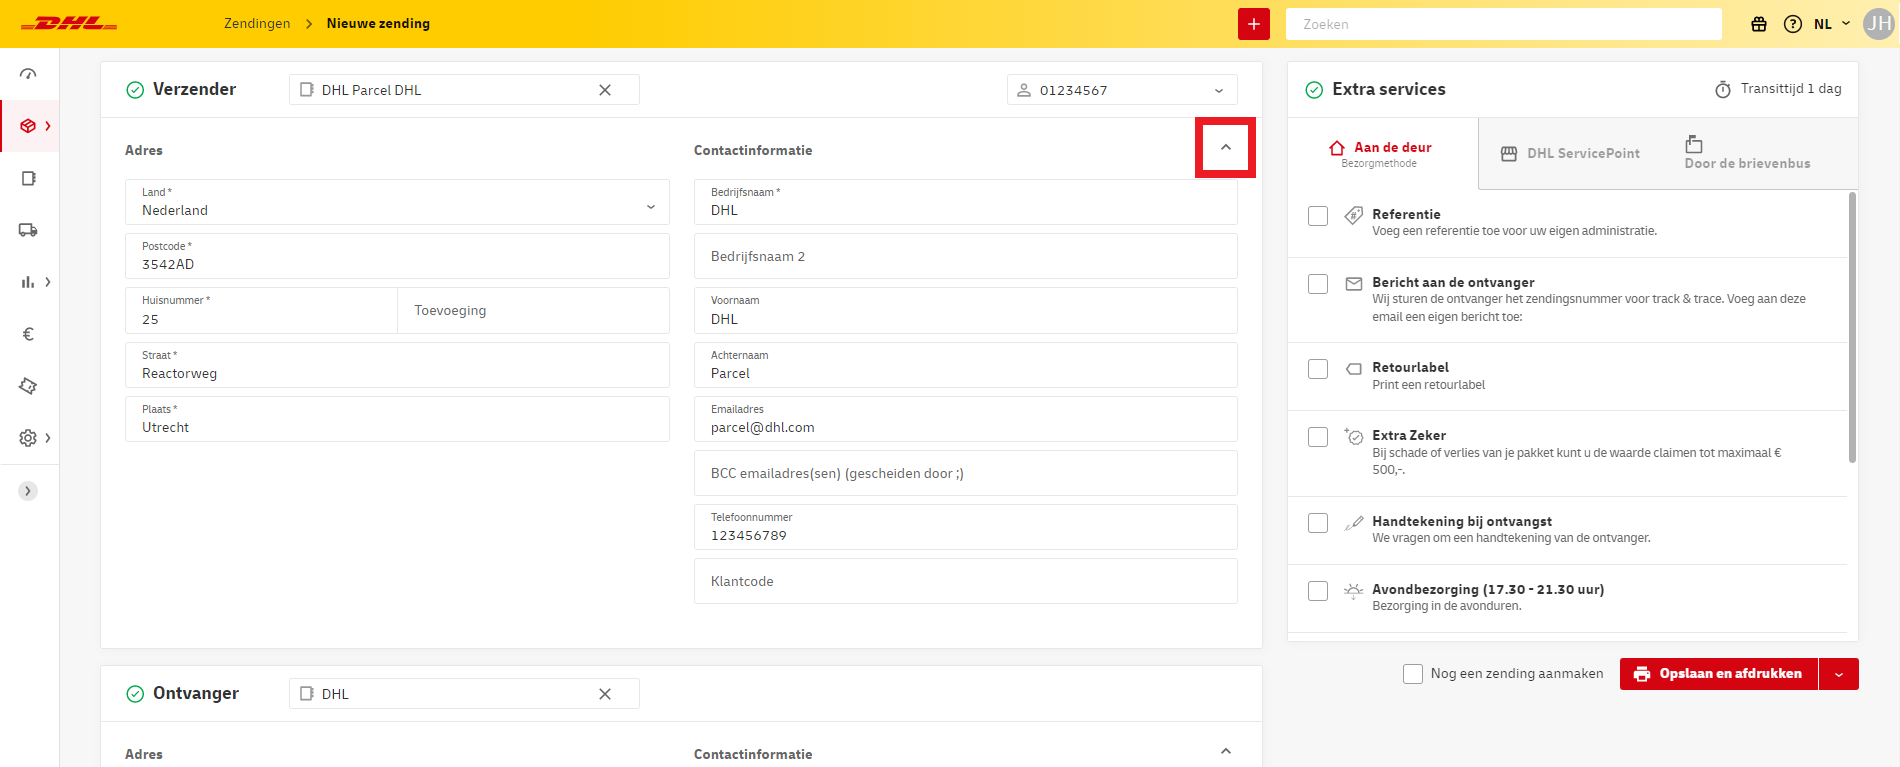 DHL
Zendingen
Nieuwe zending
Zoeken
NL
JH
Verzender
DHL Parcel DHL
01234567
Adres
Land *
Nederland
Postcode *
3542AD
Huisnummer *
25
Toevoeging
Straat *
Reactorweg
Plaats *
Utrecht
Contactinformatie
Bedrijfsnaam *
DHL
Bedrijfsnaam 2
Voornaam
DHL
Achternaam
Parcel
Emailadres
parcel@dhl.com
BCC emailadres(sen) (gescheiden door ;)
Telefoonnummer
123456789
Klantcode
Ontvanger
DHL
Adres
Contactinformatie
Extra services
Transittijd 1 dag
Aan de deur
Bezorgmethode
DHL ServicePoint
Door de brievenbus
Referentie
Voeg een referentie toe voor uw eigen administratie.
Bericht aan de ontvanger
Wij sturen de ontvanger het zendingsnummer voor track & trace. Voeg aan deze
email een eigen bericht toe:
Retourlabel
Print een retourlabel
Extra Zeker
Bij schade of verlies van je pakket kunt u de waarde claimen tot maximaal €
500,-.
Handtekening bij ontvangst
We vragen om een handtekening van de ontvanger.
Avondbezorging (17.30 - 21.30 uur)
Bezorging in de avonduren.
Nog een zending aanmaken
Opslaan en afdrukken